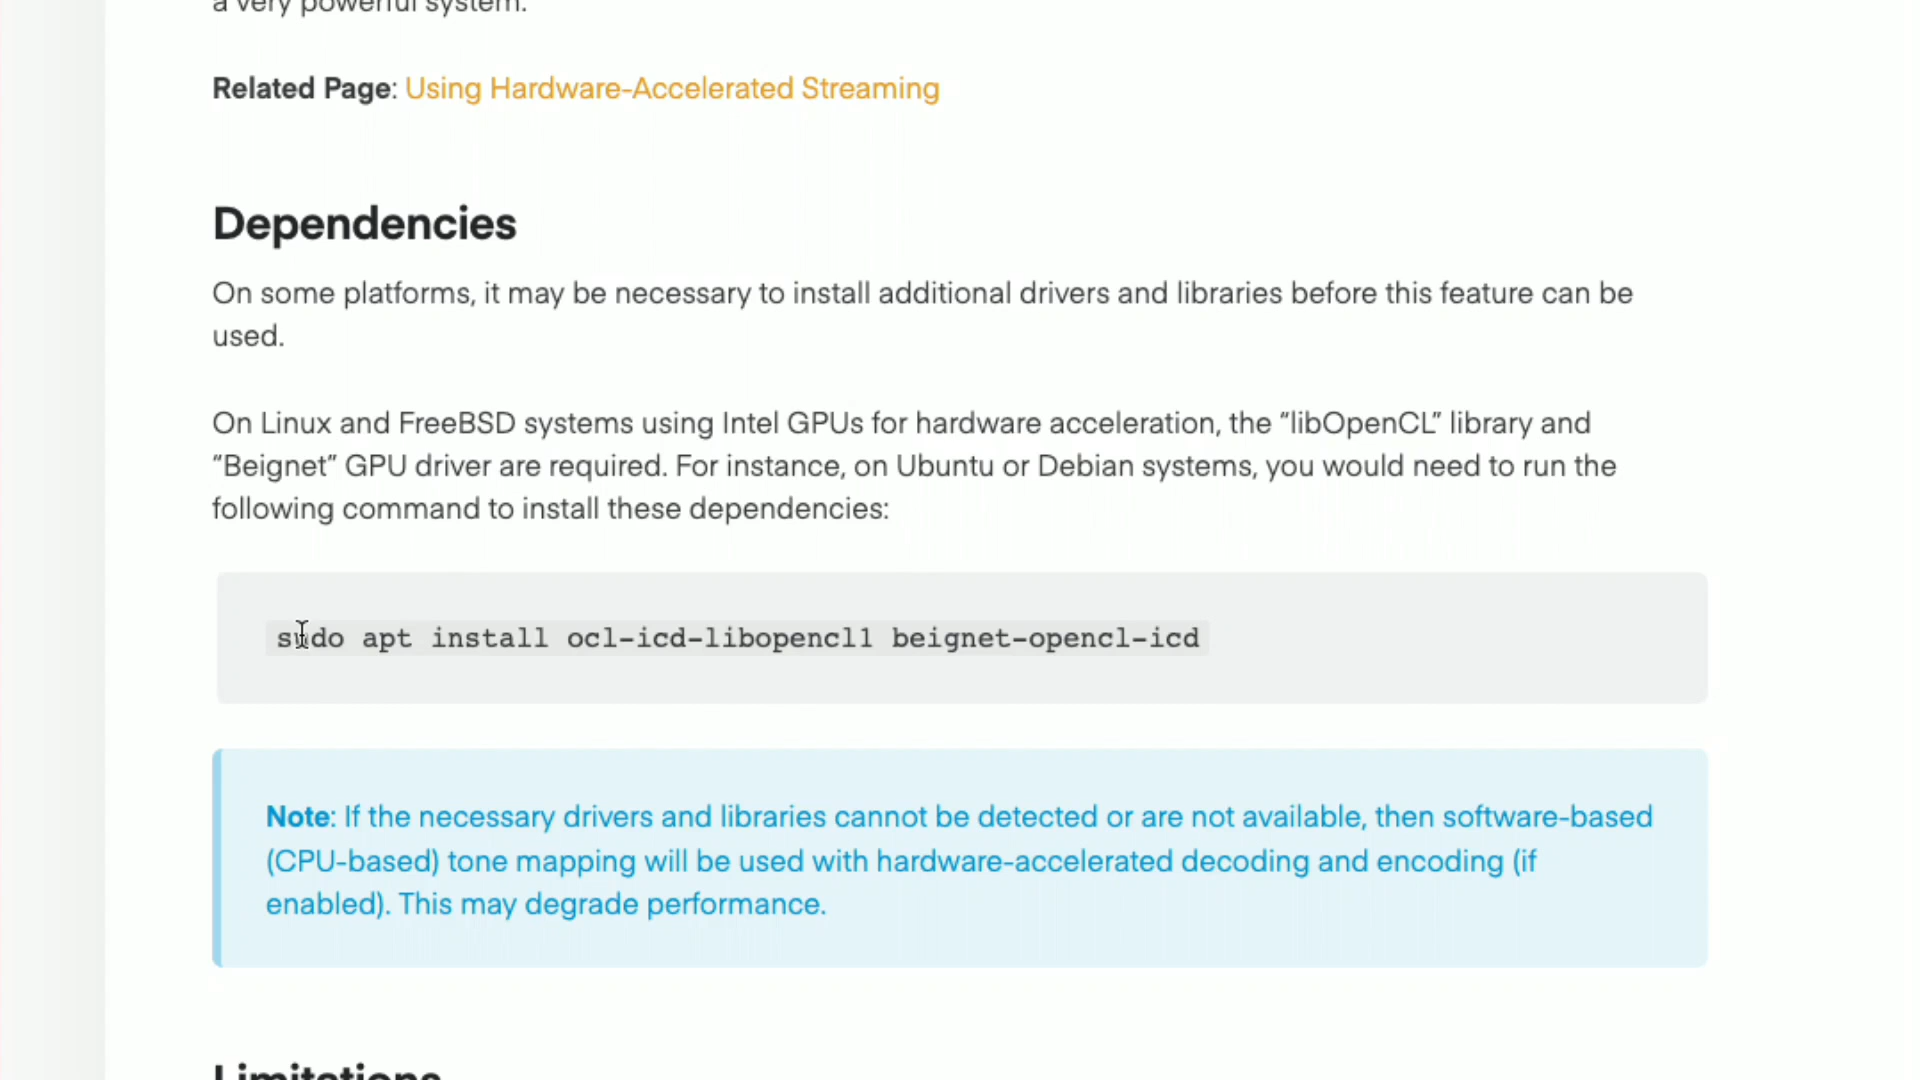 a very powerful system.
Related Page: Using Hardware-Accelerated Streaming
Dependencies
On some platforms, it may be necessary to install additional drivers and libraries before this feature can be
used.
On Linux and FreeBSD systems using Intel GPUs for hardware acceleration, the “libOpenCL” library and
“Beignet” GPU driver are required. For instance, on Ubuntu or Debian systems, you would need to run the
following command to install these dependencies:
sudo apt install ocl-icd-libopencl1 beignet-opencl-icd
Note: If the necessary drivers and libraries cannot be detected or are not available, then software-based
(CPU-based) tone mapping will be used with hardware-accelerated decoding and encoding (if
enabled). This may degrade performance.
Limitations